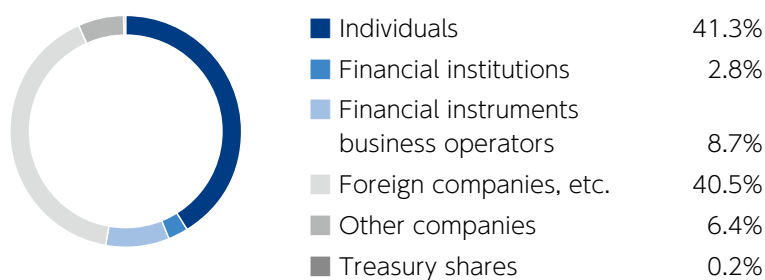 Individuals 41.3%
Financial institutions 2.8%
Financial instruments
business operators 8.7%
Foreign companies, etc. 40.5%
Other companies 6.4%
Treasury shares 0.2%